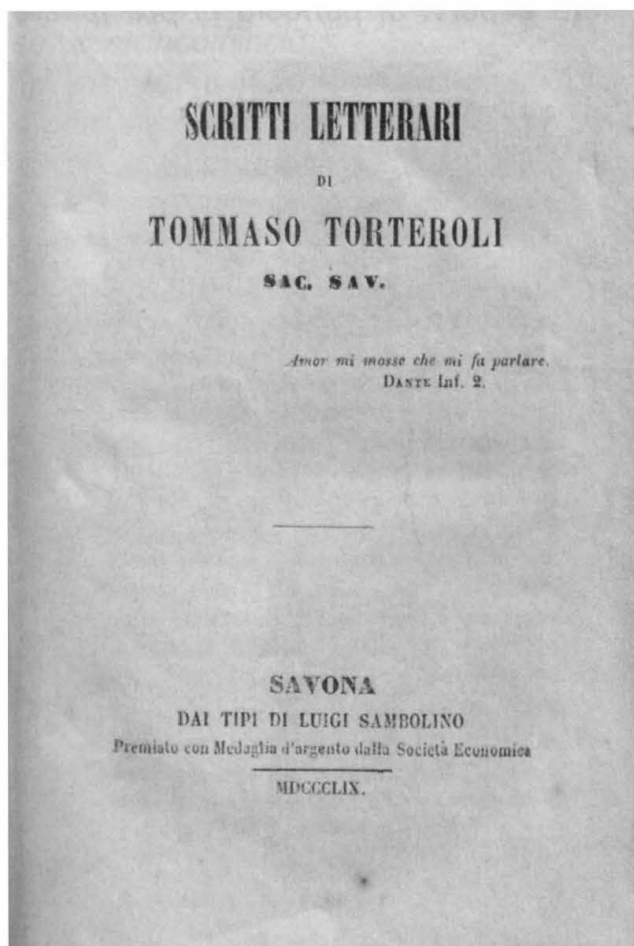 SCRITTI LETTERARI
DI
TOMMASO TORTEROLI
SAC. SAV.
Amor mi mosse che mi fa parlare.
DANTE Inf. 2.
SAVONA
DAI TIPI DI LUIGI SAMBOLINO
Premiato con Medaglia d'argento dalla Società Economica
MDCCCLIX.